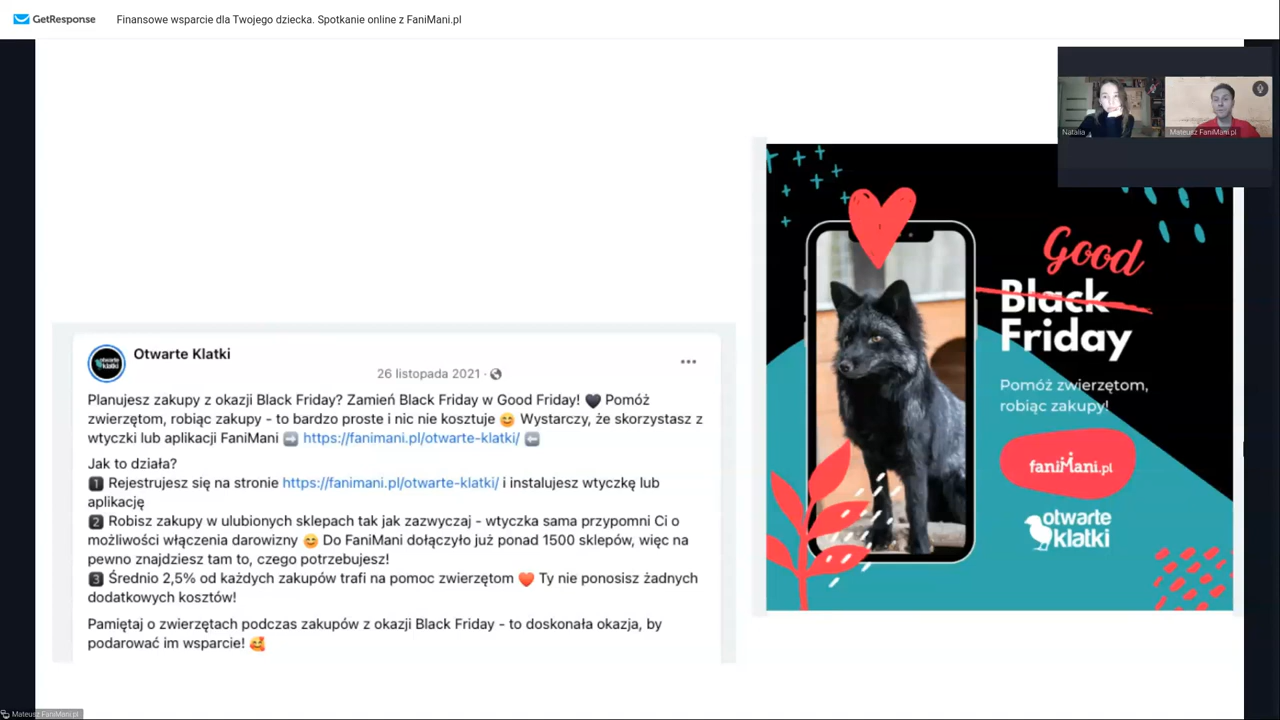 GetResponse
Finansowe wsparcie dla Twojego dziecka. Spotkanie online z FaniMani.pl
Natalia
Mateusz FaniMani.pl
otwarte
klatki
Otwarte Klatki
26 listopada 2021 ·
Planujesz zakupy z okazji Black Friday? Zamień Black Friday w Good Friday! 🖤 Pomóż
zwierzętom, robiąc zakupy - to bardzo proste i nic nie kosztuje 😊 Wystarczy, że skorzystasz z
wtyczki lub aplikacji FaniMani ➡️ https://fanimani.pl/otwarte-klatki/ ⬅️
Jak to działa?
1️⃣ Rejestrujesz się na stronie https://fanimani.pl/otwarte-klatki/ i instalujesz wtyczkę lub
aplikację
2️⃣ Robisz zakupy w ulubionych sklepach tak jak zazwyczaj - wtyczka sama przypomni Ci o
możliwości włączenia darowizny 😊 Do FaniMani dołączyło już ponad 1500 sklepów, więc na
pewno znajdziesz tam to, czego potrzebujesz!
3️⃣ Średnio 2,5% od każdych zakupów trafi na pomoc zwierzętom ❤️ Ty nie ponosisz żadnych
dodatkowych kosztów!
Pamiętaj o zwierzętach podczas zakupów z okazji Black Friday - to doskonała okazja, by
podarować im wsparcie! 🥰
Good
Black
Friday
Pomóż zwierzętom,
robiąc zakupy!
faniMani.pl
otwarte
klatki
Mateusz FaniMani.pl